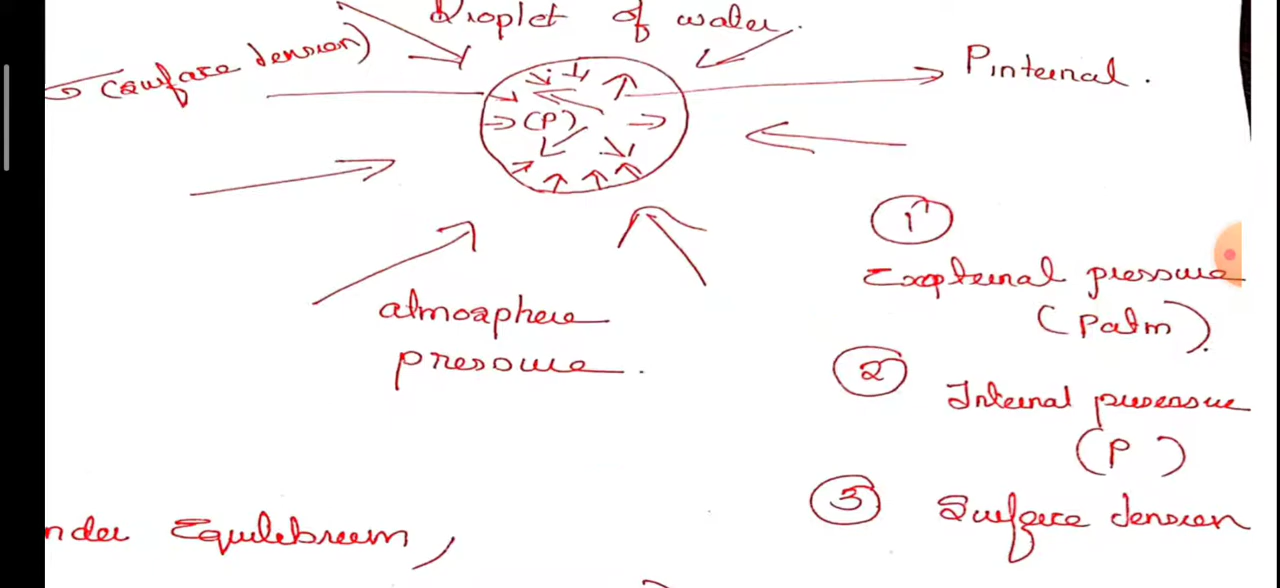 Droplet of water.
σ (surface tension)
Pinternal.
(P)
①
External pressure
(Patm).
atmosphere
pressure.
②
Internal pressure
(P)
③
Surface tension
nder Equilibreum,